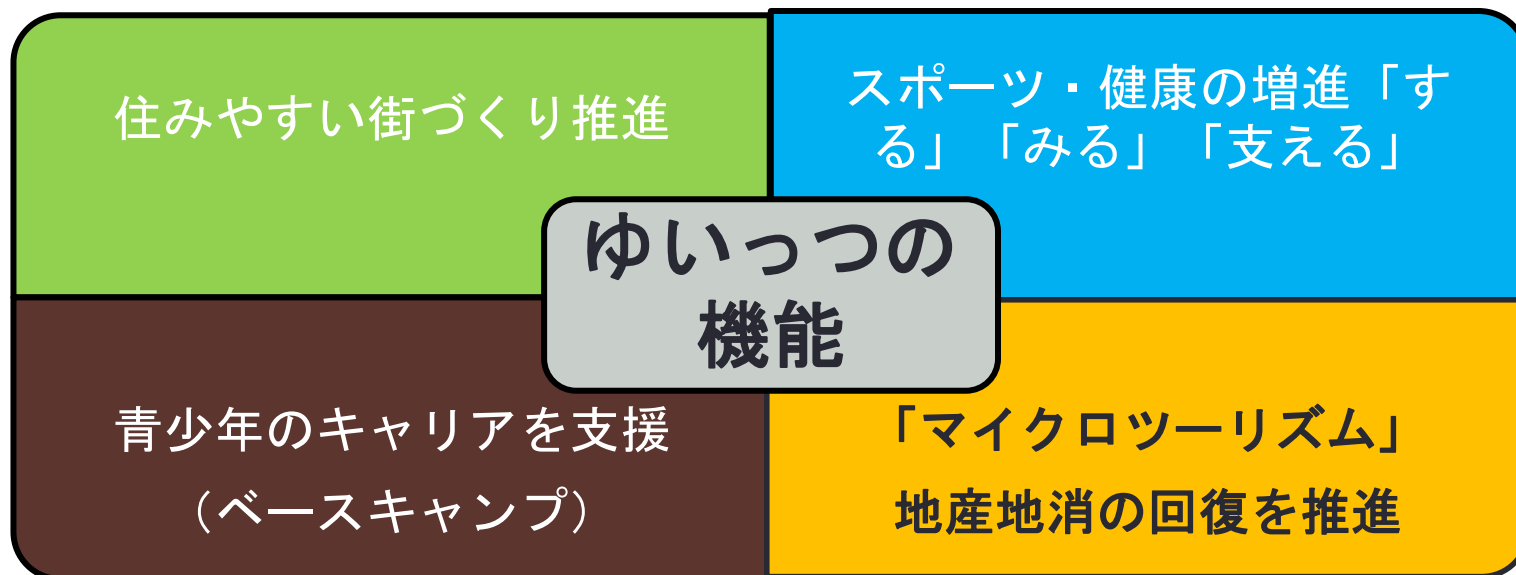 住みやすい街づくり推進
スポーツ・健康の増進「す
る」「みる」「支える」
ゆいっつの
機能
青少年のキャリアを支援
（ベースキャンプ）
「マイクロツーリズム」
地産地消の回復を推進